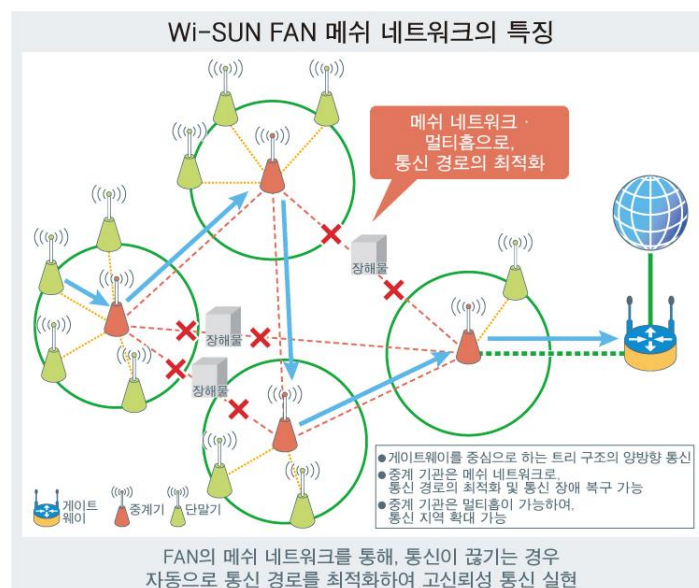 Wi-SUN FAN 메쉬 네트워크의 특징
메쉬 네트워크 ·
멀티홉으로,
통신 경로의 최적화
장해물
장해물
장해물
● 게이트웨이를 중심으로 하는 트리 구조의 양방향 통신
● 중계 기관은 메쉬 네트워크로,
통신 경로의 최적화 및 통신 장애 복구 가능
● 중계 기관은 멀티홉이 가능하여,
통신 지역 확대 가능
게이트
웨이
중계기
단말기
FAN의 메쉬 네트워크를 통해, 통신이 끊기는 경우
자동으로 통신 경로를 최적화하여 고신뢰성 통신 실현